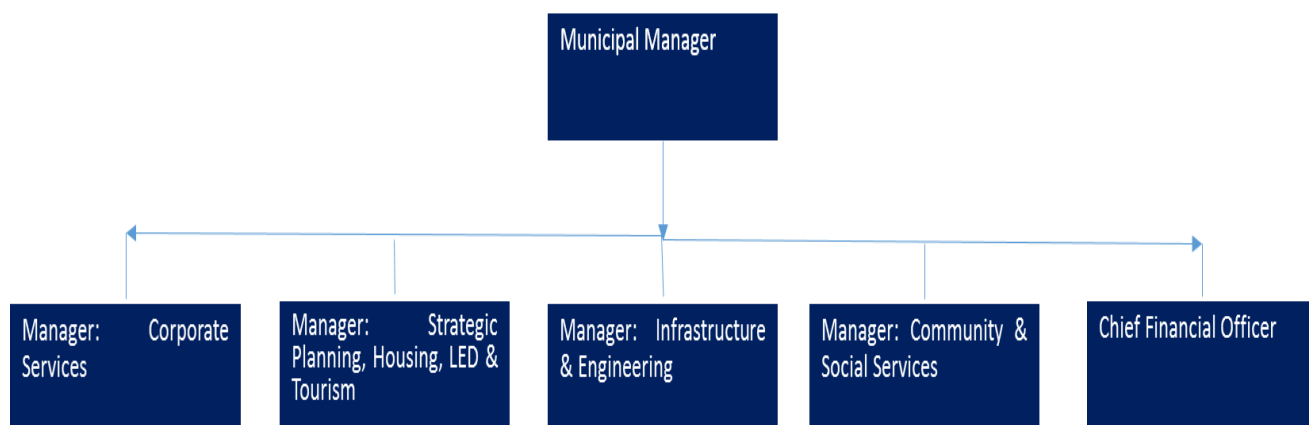 Municipal Manager
Manager: Corporate
Services
Manager: Strategic
Planning, Housing, LED &
Tourism
Manager: Infrastructure
& Engineering
Manager: Community &
Social Services
Chief Financial Officer